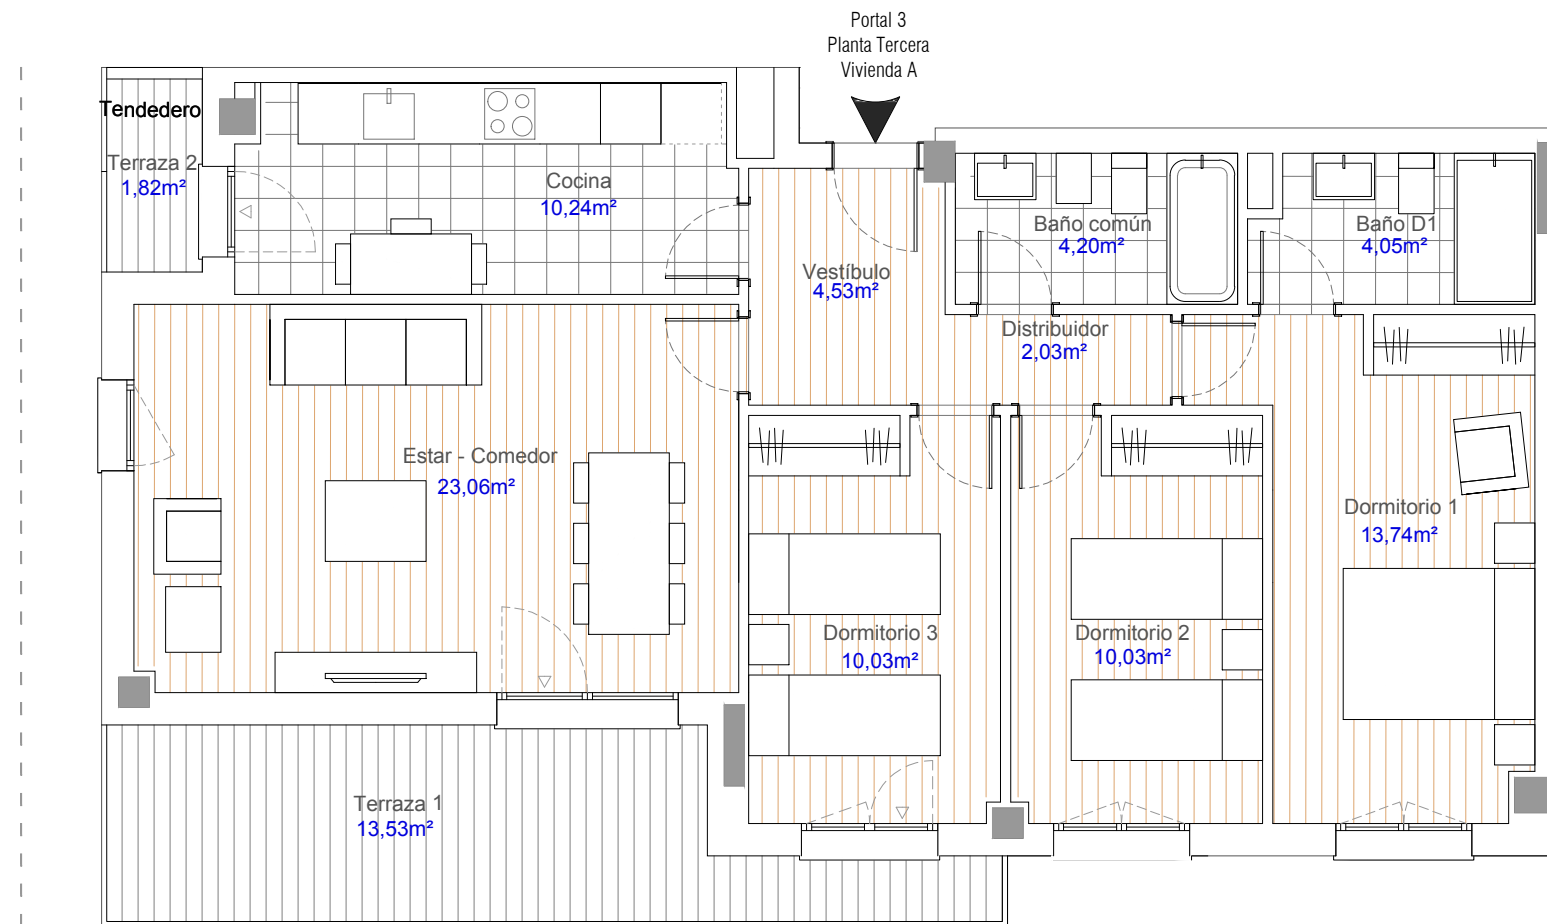 Portal 3
Planta Tercera
Vivienda A
Tendedero
Terraza 2
1,82m²
Cocina
10,24m²
Baño común
4,20m²
Baño D1
4,05m²
Vestíbulo
4,53m²
Distribuidor
2,03m²
Estar - Comedor
23,06m²
Dormitorio 1
13,74m²
Dormitorio 3
10,03m²
Dormitorio 2
10,03m²
Terraza 1
13,53m²